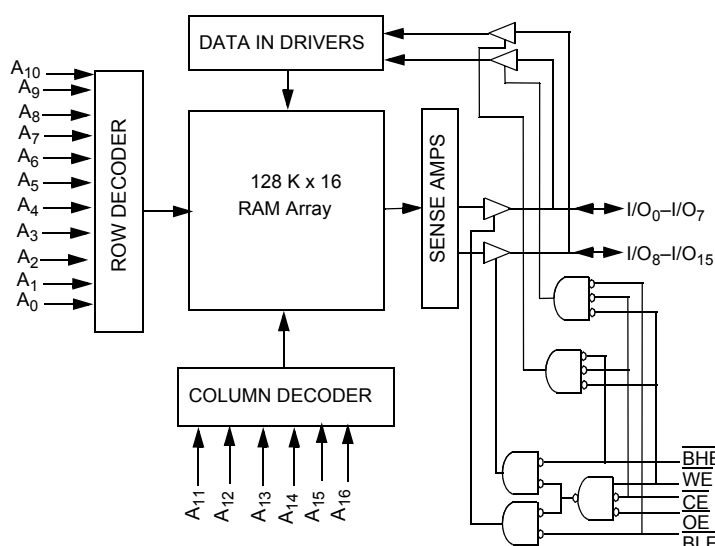 DATA IN DRIVERS
A10
A9
A8
A7
A6
A5
A4
A3
A2
A1
A0
ROW DECODER
128 K x 16
RAM Array
SENSE AMPS
I/O0–I/O7
I/O8–I/O15
COLUMN DECODER
A11
A12
A13
A14
A15
A16
BHE
WE
CE
OE
BLE